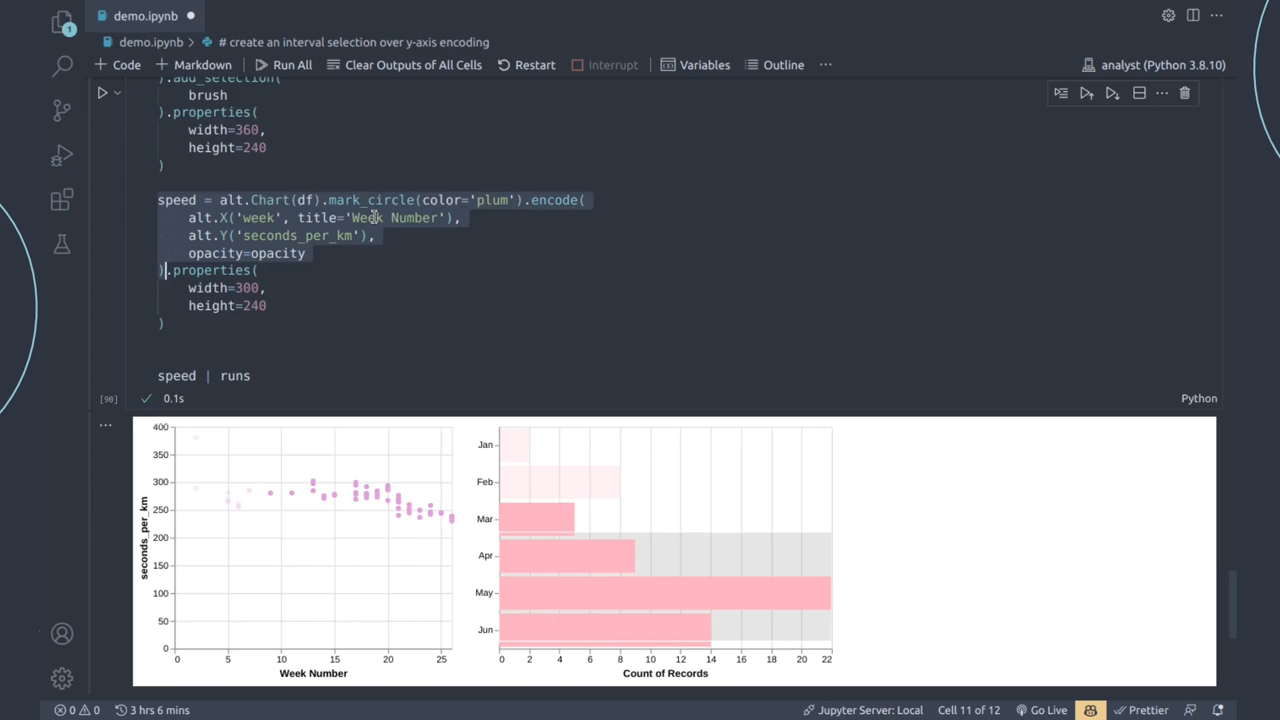 demo.ipynb
1
demo.ipynb > # create an interval selection over y-axis encoding
+ Code + Markdown Run All Clear Outputs of All Cells Restart Interrupt Variables Outline ... analyst (Python 3.8.10)
).add_selection(
brush
).properties(
width=360,
height=240
)
speed = alt.Chart(df).mark_circle(color='plum').encode(
alt.X('week', title='Week Number'),
alt.Y('seconds_per_km'),
opacity=opacity
).properties(
width=300,
height=240
)
speed | runs
[90] 0.1s Python
400
350
300
250
200
150
100
50
0
seconds_per_km
0 5 10 15 20 25
Week Number
Jan
Feb
Mar
Apr
May
Jun
0 2 4 6 8 10 12 14 16 18 20 22
Count of Records
0 0 3 hrs 6 mins Jupyter Server: Local Cell 11 of 12 Go Live Prettier